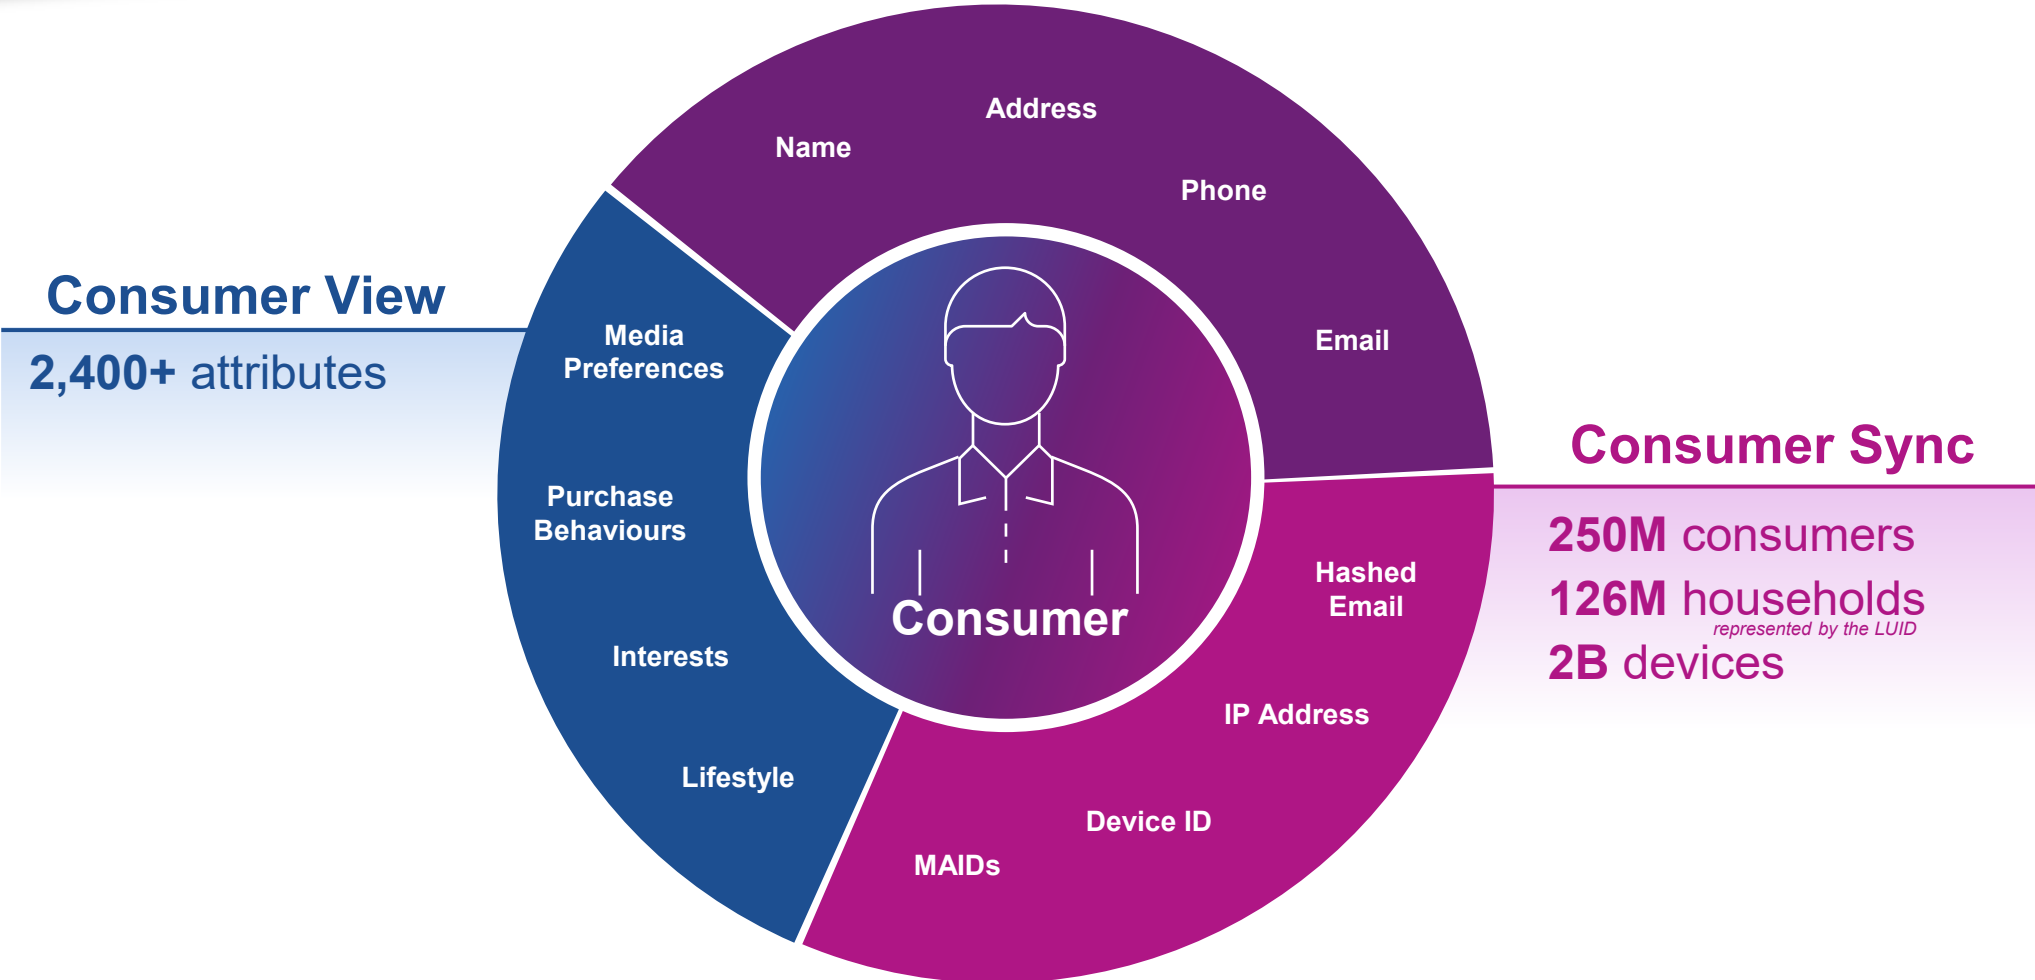 Address
Name
Phone
Consumer View
2,400+ attributes
Media
Preferences
Email
Purchase
Behaviours
Interests
Lifestyle
Consumer
Consumer Sync
250M consumers
126M households
represented by the LUID
2B devices
Hashed
Email
IP Address
Device ID
MAIDs